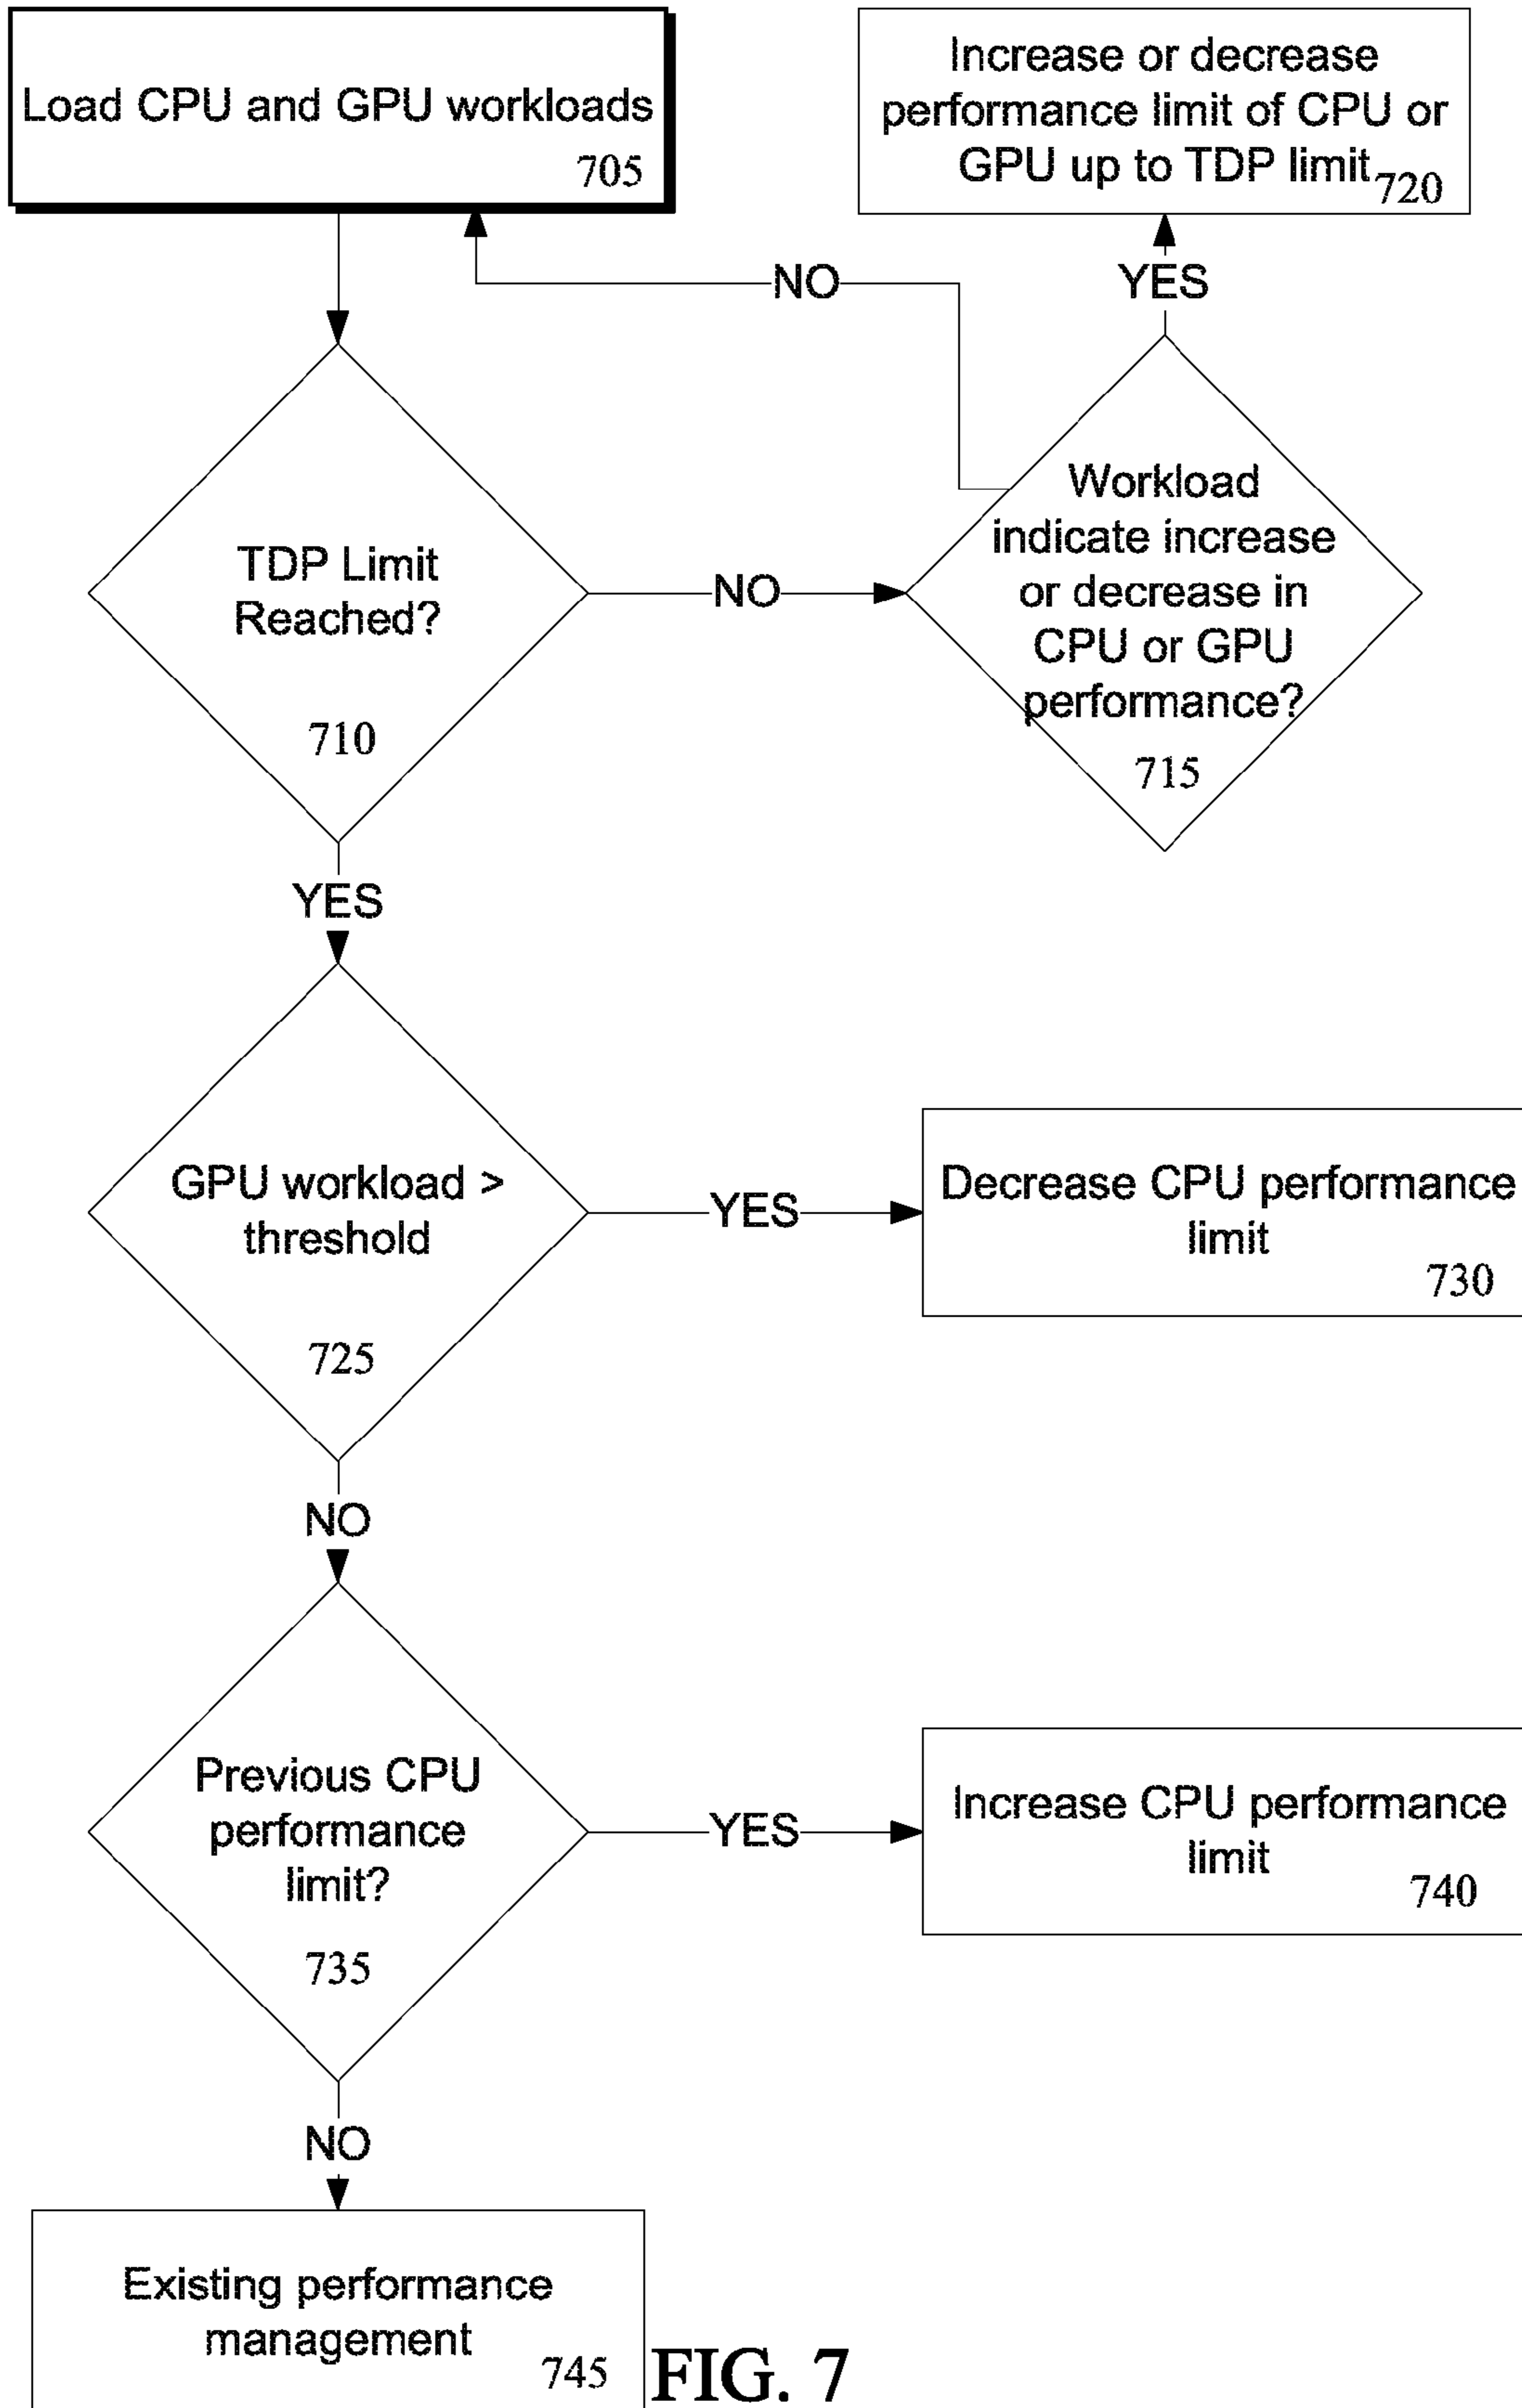 Load CPU and GPU workloads
705
Increase or decrease
performance limit of CPU or
GPU up to TDP limit
720
NO
YES
TDP Limit
Reached?
710
NO
Workload
indicate increase
or decrease in
CPU or GPU
performance?
715
YES
GPU workload >
threshold
725
YES
Decrease CPU performance
limit
730
NO
Previous CPU
performance
limit?
735
YES
Increase CPU performance
limit
740
NO
Existing performance
management
745
FIG. 7